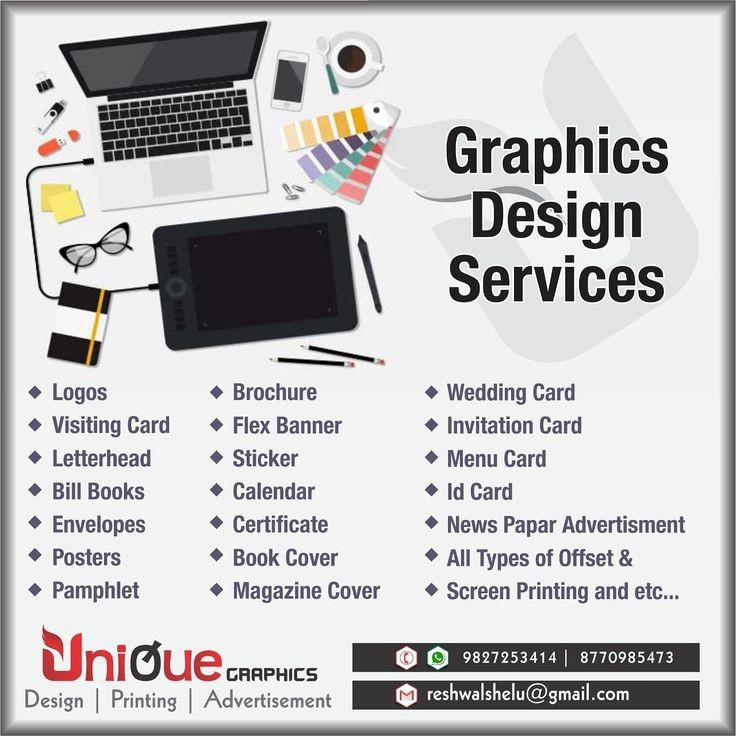 Graphics
Design
Services
Logos
Visiting Card
Letterhead
Bill Books
Envelopes
Posters
Pamphlet
Brochure
Flex Banner
Sticker
Calendar
Certificate
Book Cover
Magazine Cover
Wedding Card
Invitation Card
Menu Card
Id Card
News Papar Advertisment
All Types of Offset &
Screen Printing and etc...
UniQue GRAPHICS
Design | Printing | Advertisement
9827253414 | 8770985473
reshwalshelu@gmail.com